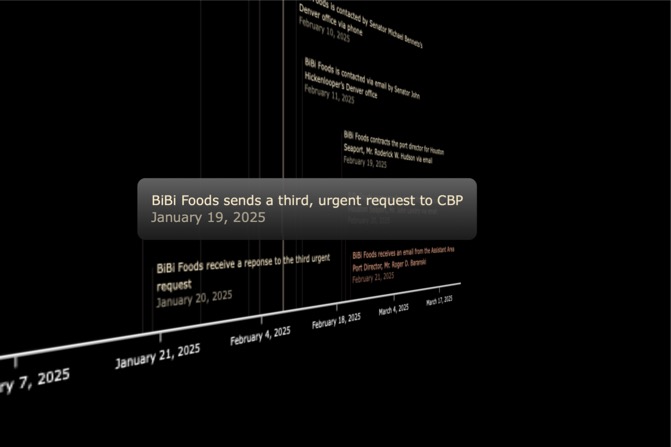 oods is contacted by Senator Michael Bennet's
Denver office via phone
February 10, 2025
BiBi Foods is contacted via email by Senator John
Hickenlooper's Denver office
February 11, 2025
BiBi Foods contracts the port director for Houston
Seaport, Mr. Roderick W. Hudson via email
February 19, 2025
BiBi Foods sends a third, urgent request to CBP
January 19, 2025
BiBi Foods receive a reponse to the third urgent
request
January 20, 2025
BiBi Foods receives an email from the Assistant Area
Port Director, Mr. Roger D. Baranski
February 21, 2025
ry 7, 2025
January 21, 2025
February 4, 2025
February 18, 2025
March 4, 2025
March 17, 2025